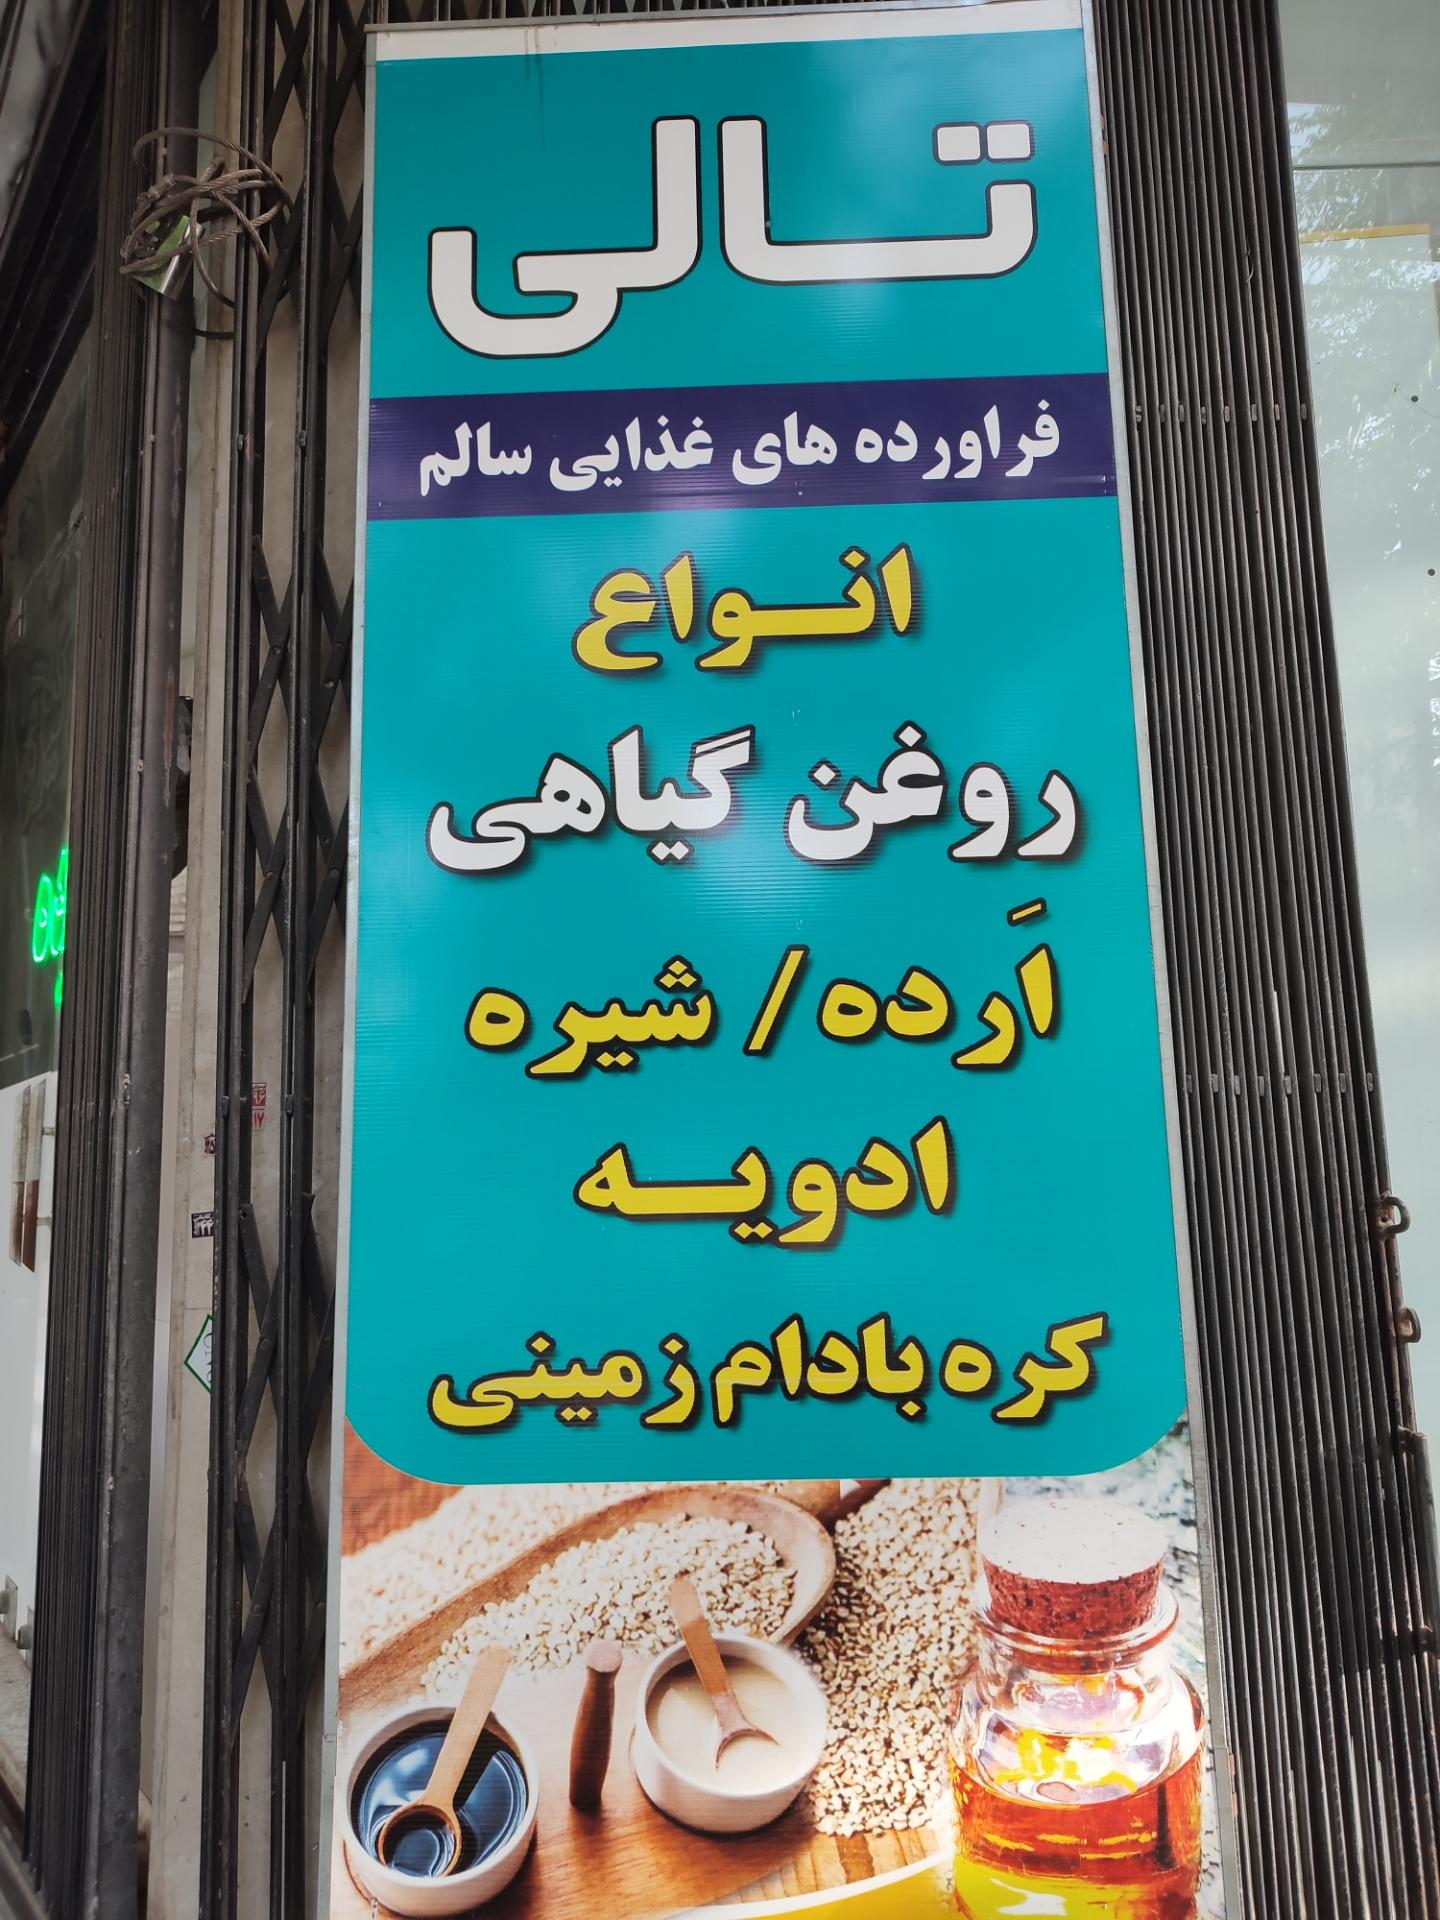 تالی
فراورده های غذایی سالم
انواع
روغن گیاهی
اَرده / شیره
ادویه
کره بادام زمینی